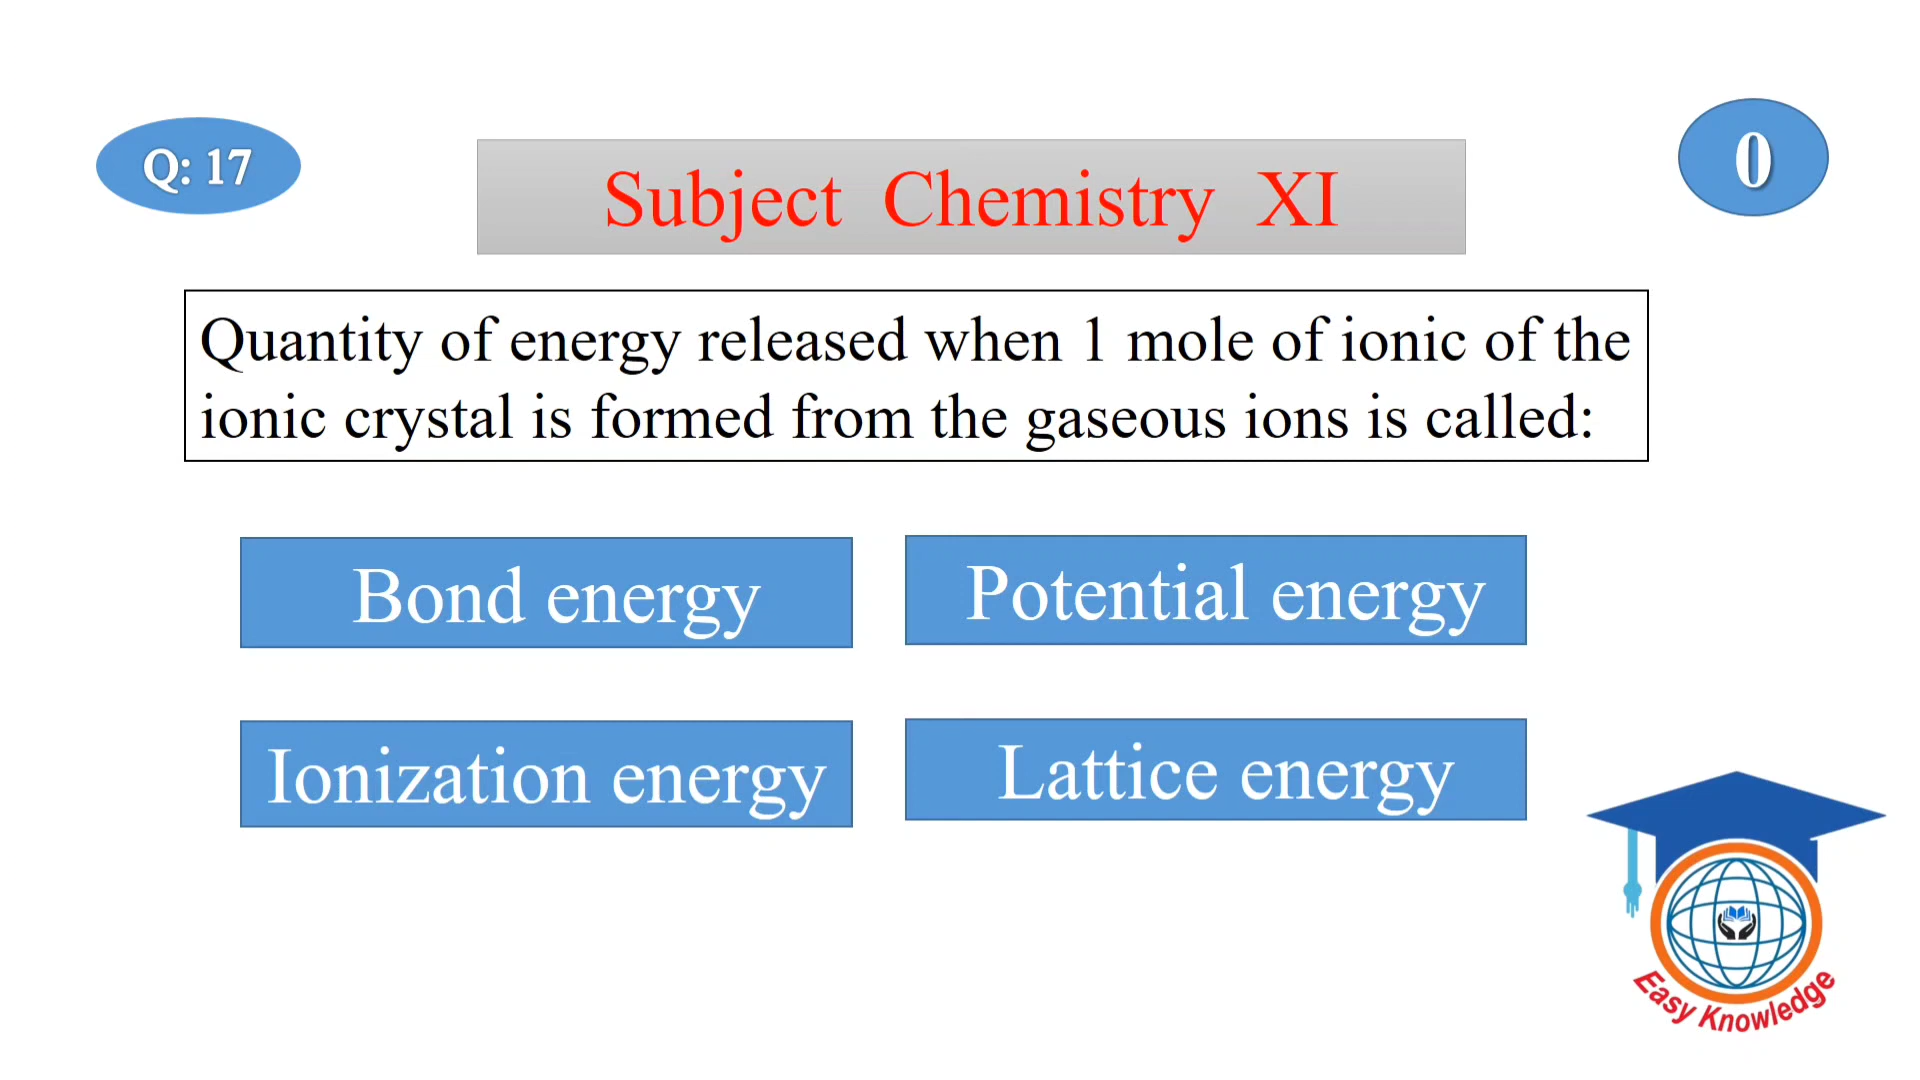 Q: 17
Subject Chemistry XI
0
Quantity of energy released when 1 mole of ionic of the
ionic crystal is formed from the gaseous ions is called:
Bond energy
Potential energy
Ionization energy
Lattice energy
Easy Knowledge